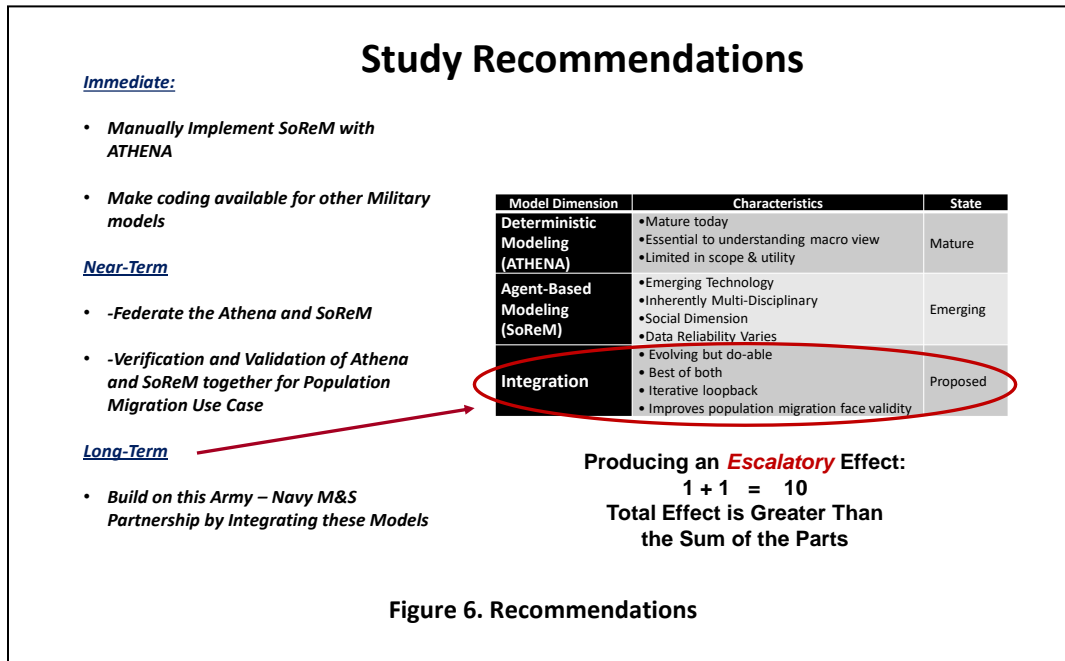 Study Recommendations
Immediate:
• Manually Implement SoReM with
ATHENA
• Make coding available for other Military
models
Near-Term
• -Federate the Athena and SoReM
• -Verification and Validation of Athena
and SoReM together for Population
Migration Use Case
Long-Term
• Build on this Army – Navy M&S
Partnership by Integrating these Models
Model Dimension Characteristics State
Deterministic
Modeling
(ATHENA)
•Mature today
•Essential to understanding macro view
•Limited in scope & utility
Mature
Agent-Based
Modeling
(SoReM)
•Emerging Technology
•Inherently Multi-Disciplinary
•Social Dimension
•Data Reliability Varies
Emerging
Integration
• Evolving but do-able
• Best of both
• Iterative loopback
• Improves population migration face validity
Proposed
Producing an Escalatory Effect:
1 + 1 = 10
Total Effect is Greater Than
the Sum of the Parts
Figure 6. Recommendations